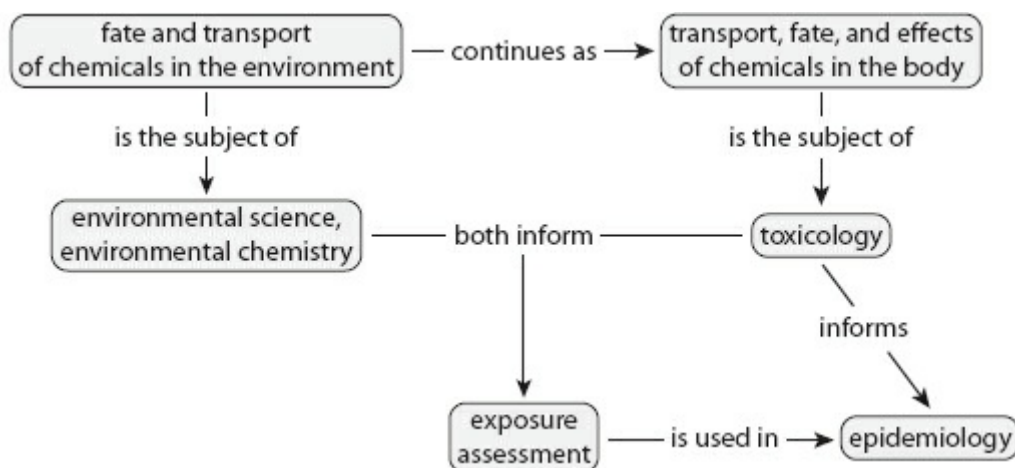 fate and transport
of chemicals in the environment
continues as
transport, fate, and effects
of chemicals in the body
is the subject of
is the subject of
environmental science,
environmental chemistry
both inform
toxicology
informs
exposure
assessment
is used in
epidemiology